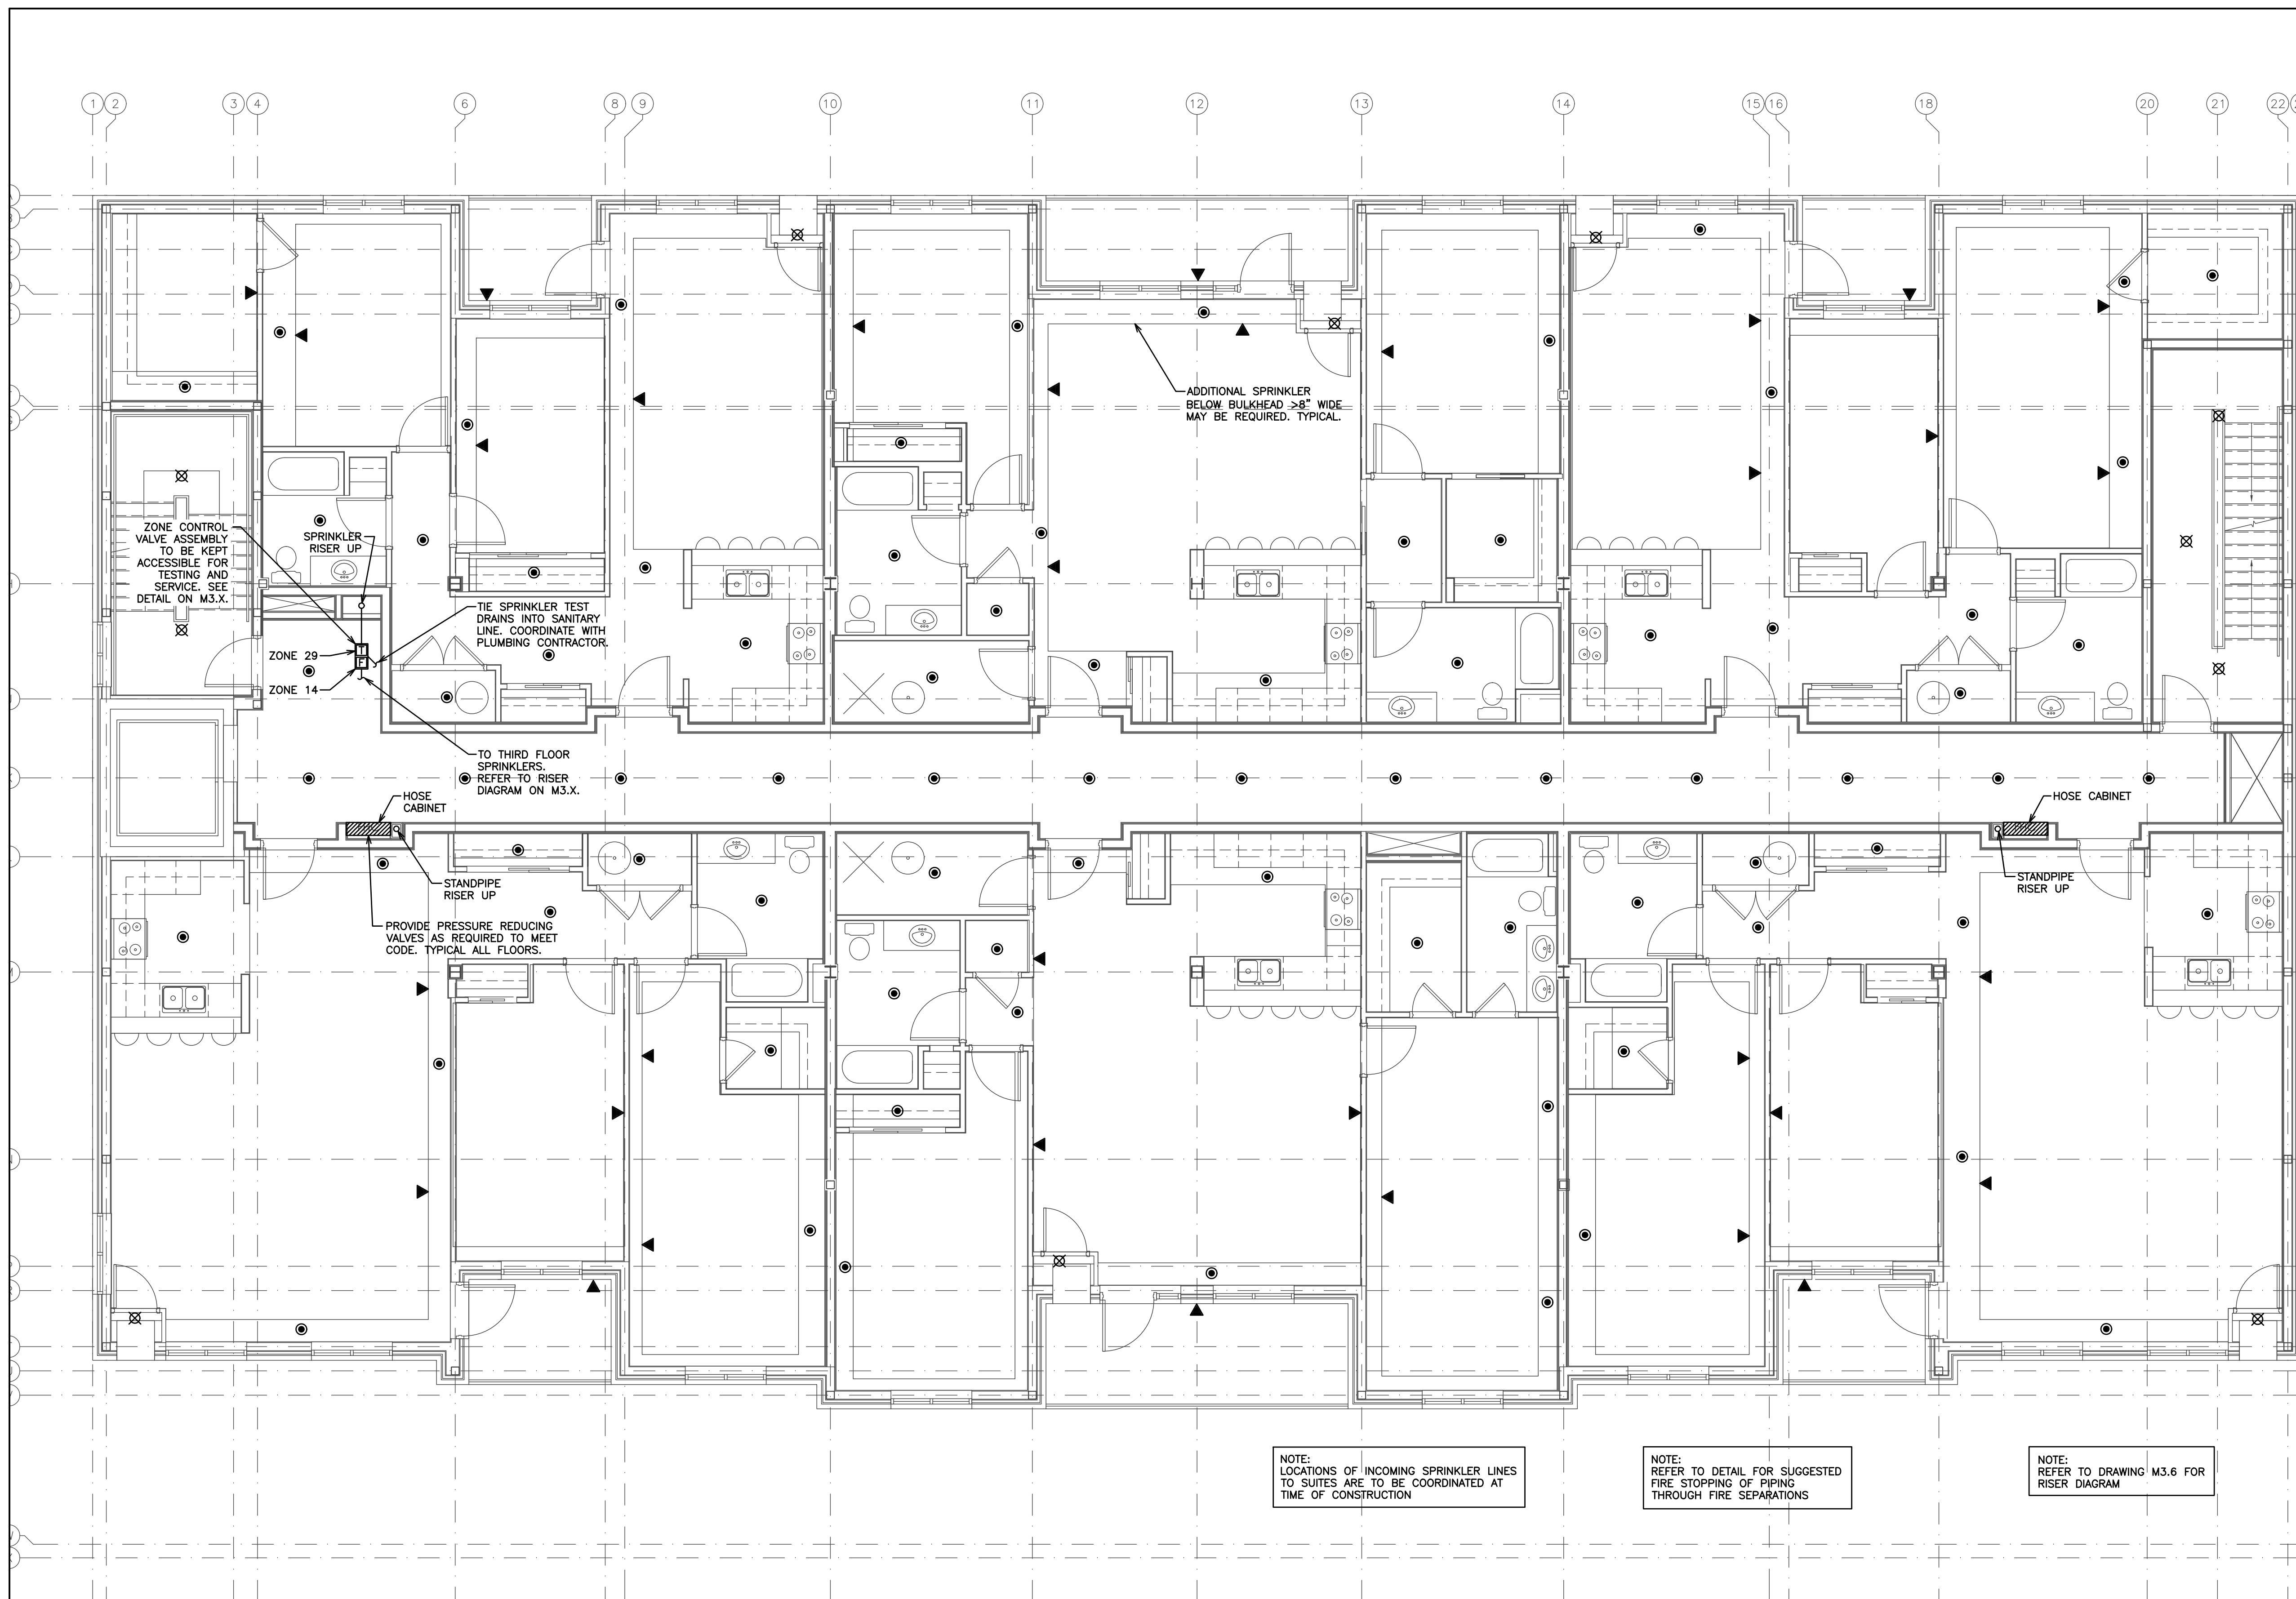 1 2 3 4 6 8 9 10 11 12 13 14 15 16 18 20 21 22
ADDITIONAL SPRINKLER
BELOW BULKHEAD >8" WIDE
MAY BE REQUIRED. TYPICAL.
ZONE CONTROL
VALVE ASSEMBLY
TO BE KEPT
ACCESSIBLE FOR
TESTING AND
SERVICE. SEE
DETAIL ON M3.X.
SPRINKLER
RISER UP
TIE SPRINKLER TEST
DRAINS INTO SANITARY
LINE. COORDINATE WITH
PLUMBING CONTRACTOR.
ZONE 29
F
ZONE 14
TO THIRD FLOOR
SPRINKLERS.
REFER TO RISER
DIAGRAM ON M3.X.
HOSE
CABINET
HOSE CABINET
STANDPIPE
RISER UP
STANDPIPE
RISER UP
PROVIDE PRESSURE REDUCING
VALVES AS REQUIRED TO MEET
CODE. TYPICAL ALL FLOORS.
NOTE:
LOCATIONS OF INCOMING SPRINKLER LINES
TO SUITES ARE TO BE COORDINATED AT
TIME OF CONSTRUCTION
NOTE:
REFER TO DETAIL FOR SUGGESTED
FIRE STOPPING OF PIPING
THROUGH FIRE SEPARATIONS
NOTE:
REFER TO DRAWING M3.6 FOR
RISER DIAGRAM